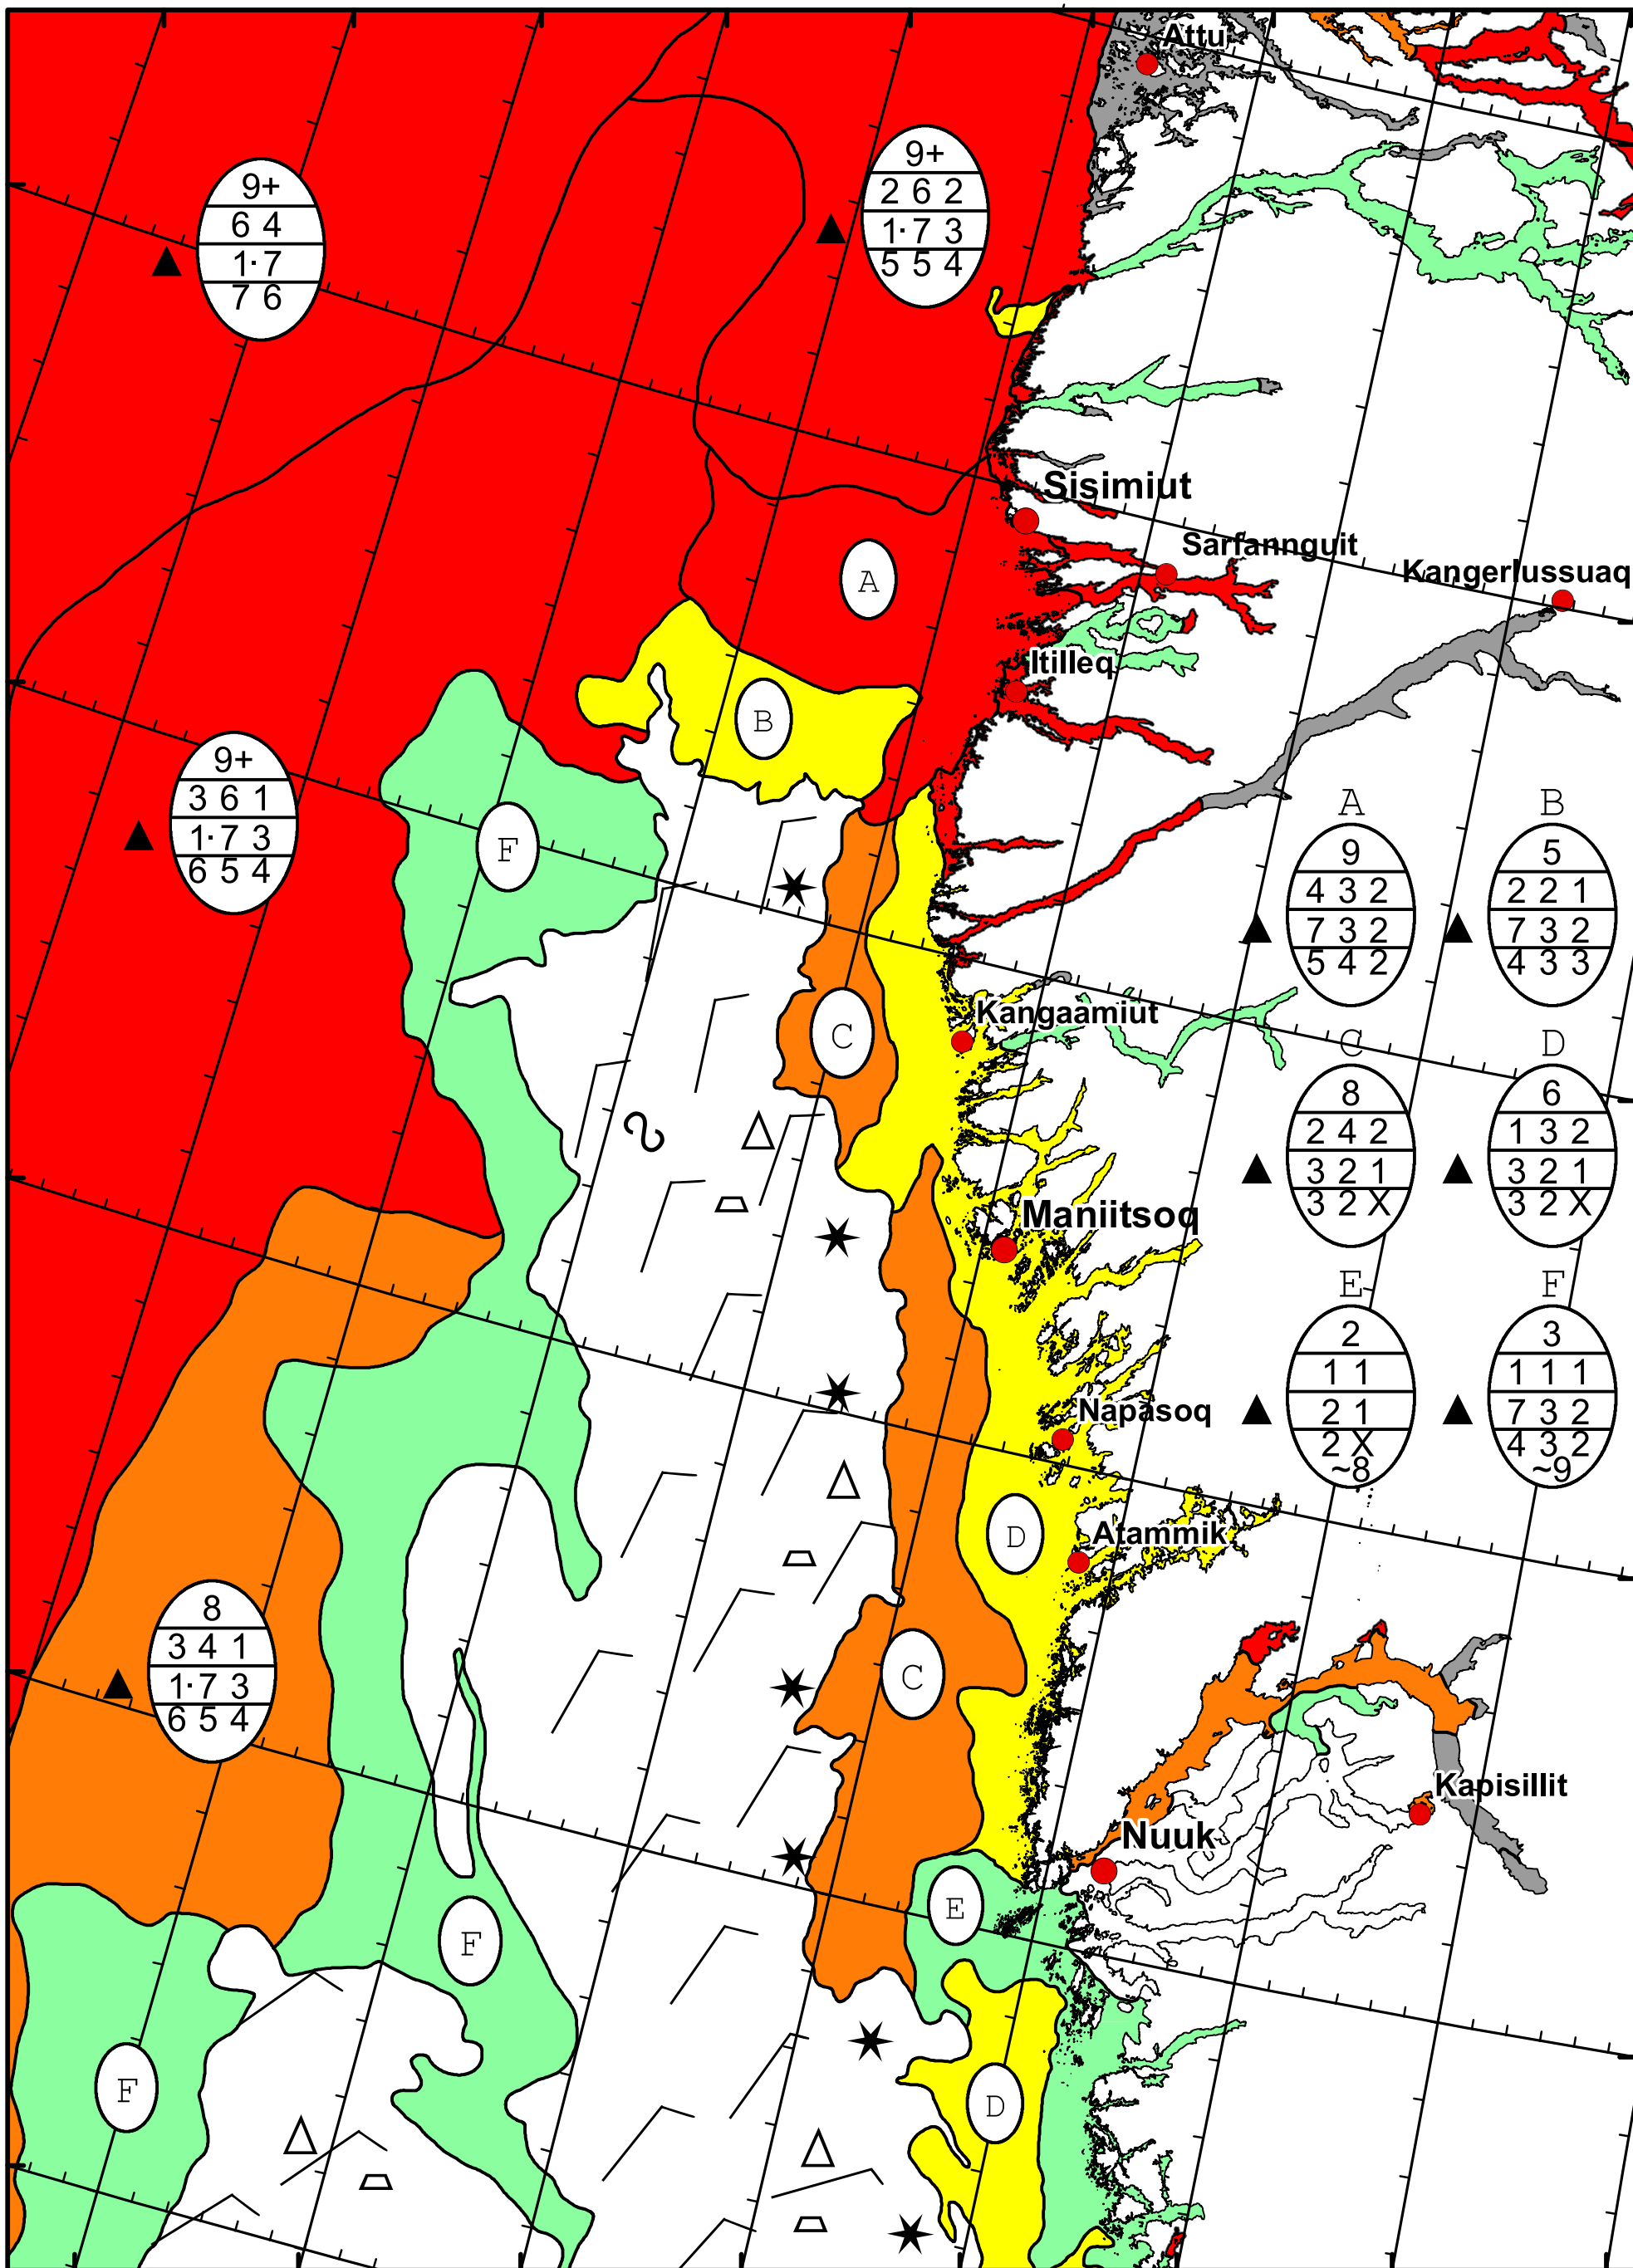 Attu
9+
6 4
1· 7
7 6
9+
2 6 2
1· 7 3
5 5 4
Sisimiut
Sarfannguit
Kangerlussuaq
A
Itilleq
B
9+
3 6 1
1· 7 3
6 5 4
F
A
9
4 3 2
7 3 2
5 4 2
B
5
2 2 1
7 3 2
4 3 3
Kangaamiut
C
C
8
2 4 2
3 2 1
3 2 X
D
6
1 3 2
3 2 1
3 2 X
Maniitsoq
E
2
1 1
2 1
2 X
~8
F
3
1 1 1
7 3 2
4 3 2
~9
Napasoq
D
Atammik
8
3 4 1
1· 7 3
6 5 4
C
Kapisillit
Nuuk
E
F
F
D